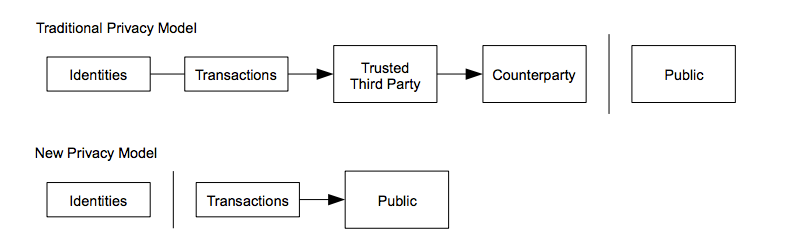 Traditional Privacy Model
Identities
Transactions
Trusted
Third Party
Counterparty
Public
New Privacy Model
Identities
Transactions
Public